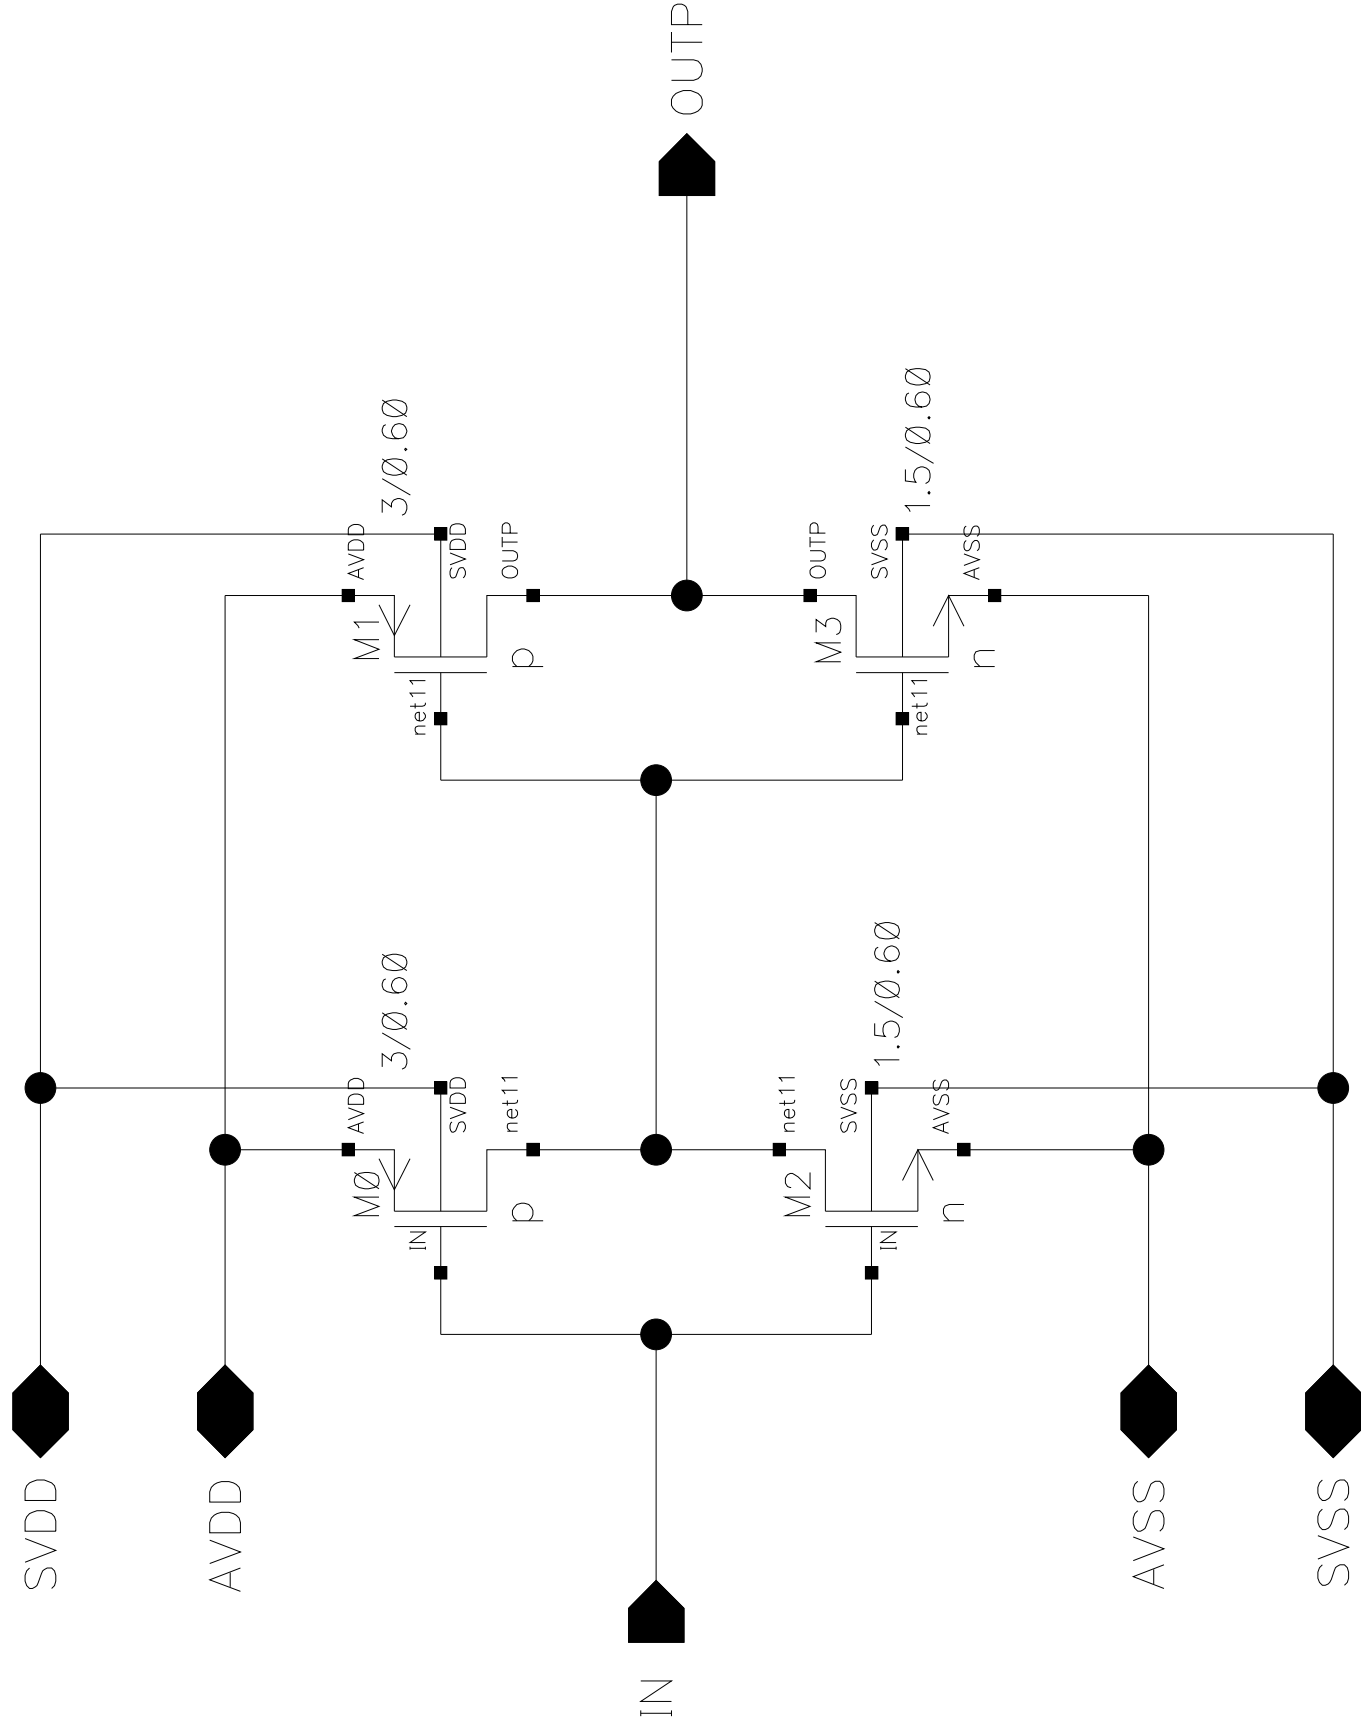 SVDD
AVDD
IN
AVSS
SVSS
M0
AVDD
3/0.60
SVDD
IN
net11
p
M2
net11
1.5/0.60
SVSS
IN
AVSS
n
M1
AVDD
3/0.60
SVDD
net11
OUTP
p
M3
OUTP
1.5/0.60
SVSS
net11
AVSS
n
OUTP